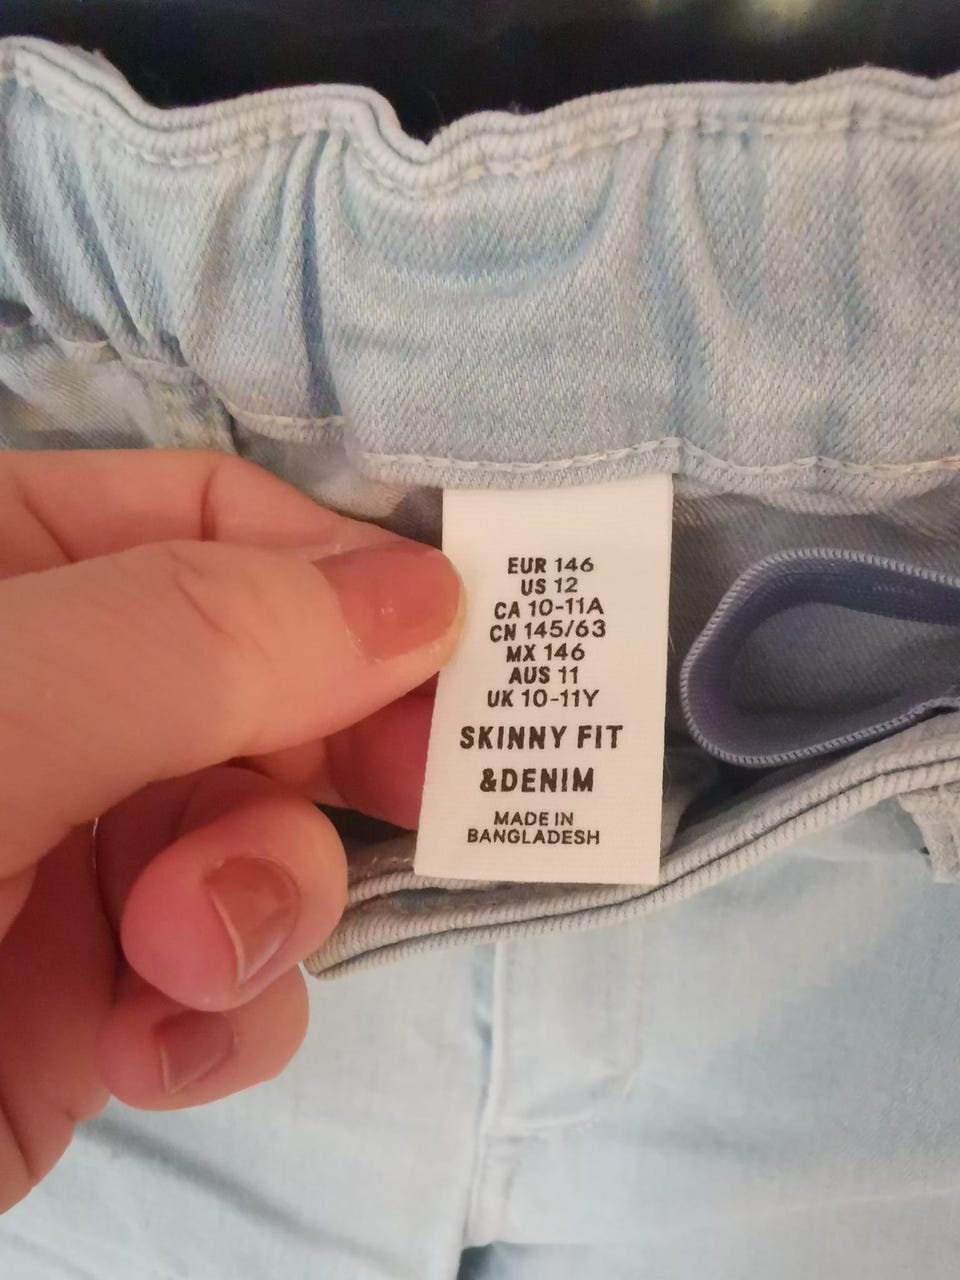 EUR 146
US 12
CA 10-11A
CN 145/63
MX 146
AUS 11
UK 10-11Y
SKINNY FIT
&DENIM
MADE IN
BANGLADESH